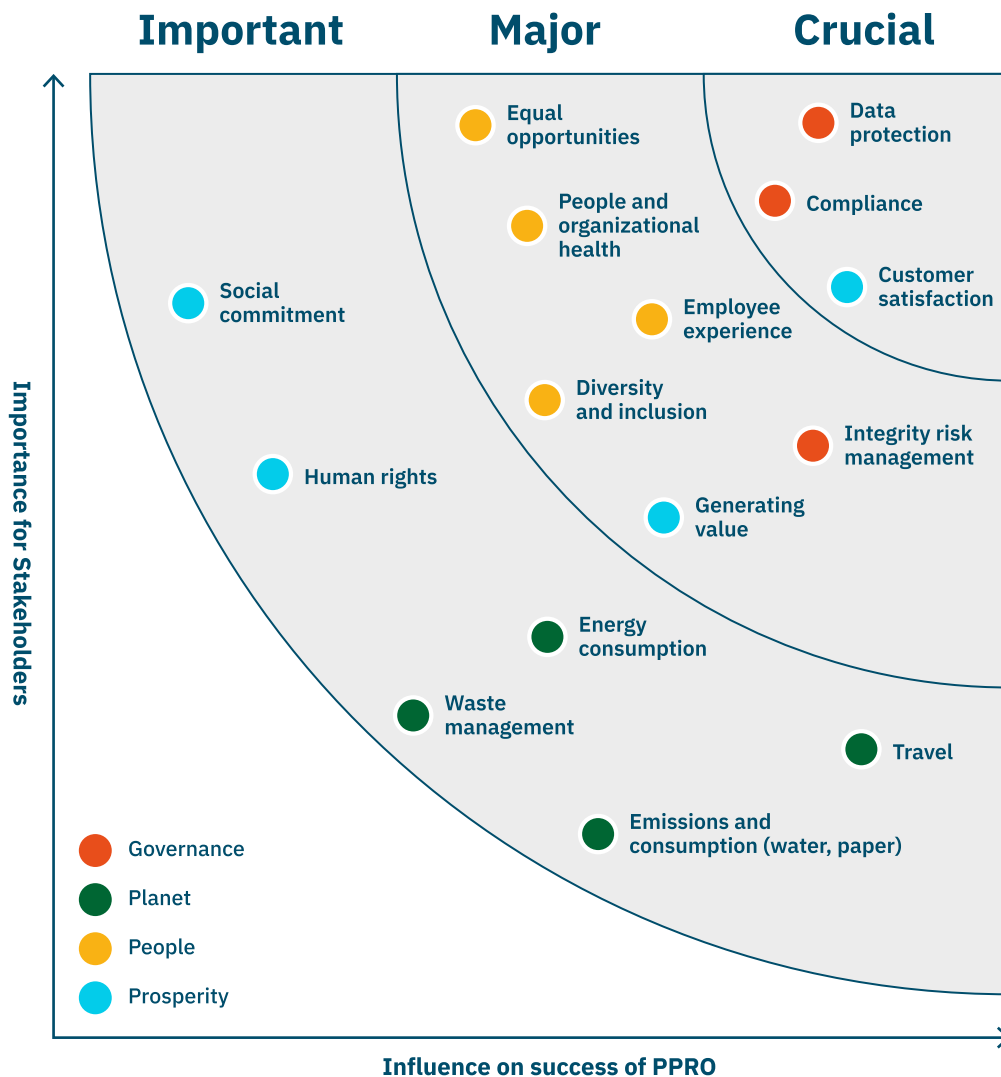 Important
Major
Crucial
Equal
opportunities
Data
protection
People and
organizational
health
Compliance
Social
commitment
Customer
satisfaction
Employee
experience
Diversity
and inclusion
Integrity risk
management
Human rights
Generating
value
Energy
consumption
Waste
management
Travel
Emissions and
consumption (water, paper)
Importance for Stakeholders
Governance
Planet
People
Prosperity
Influence on success of PPRO